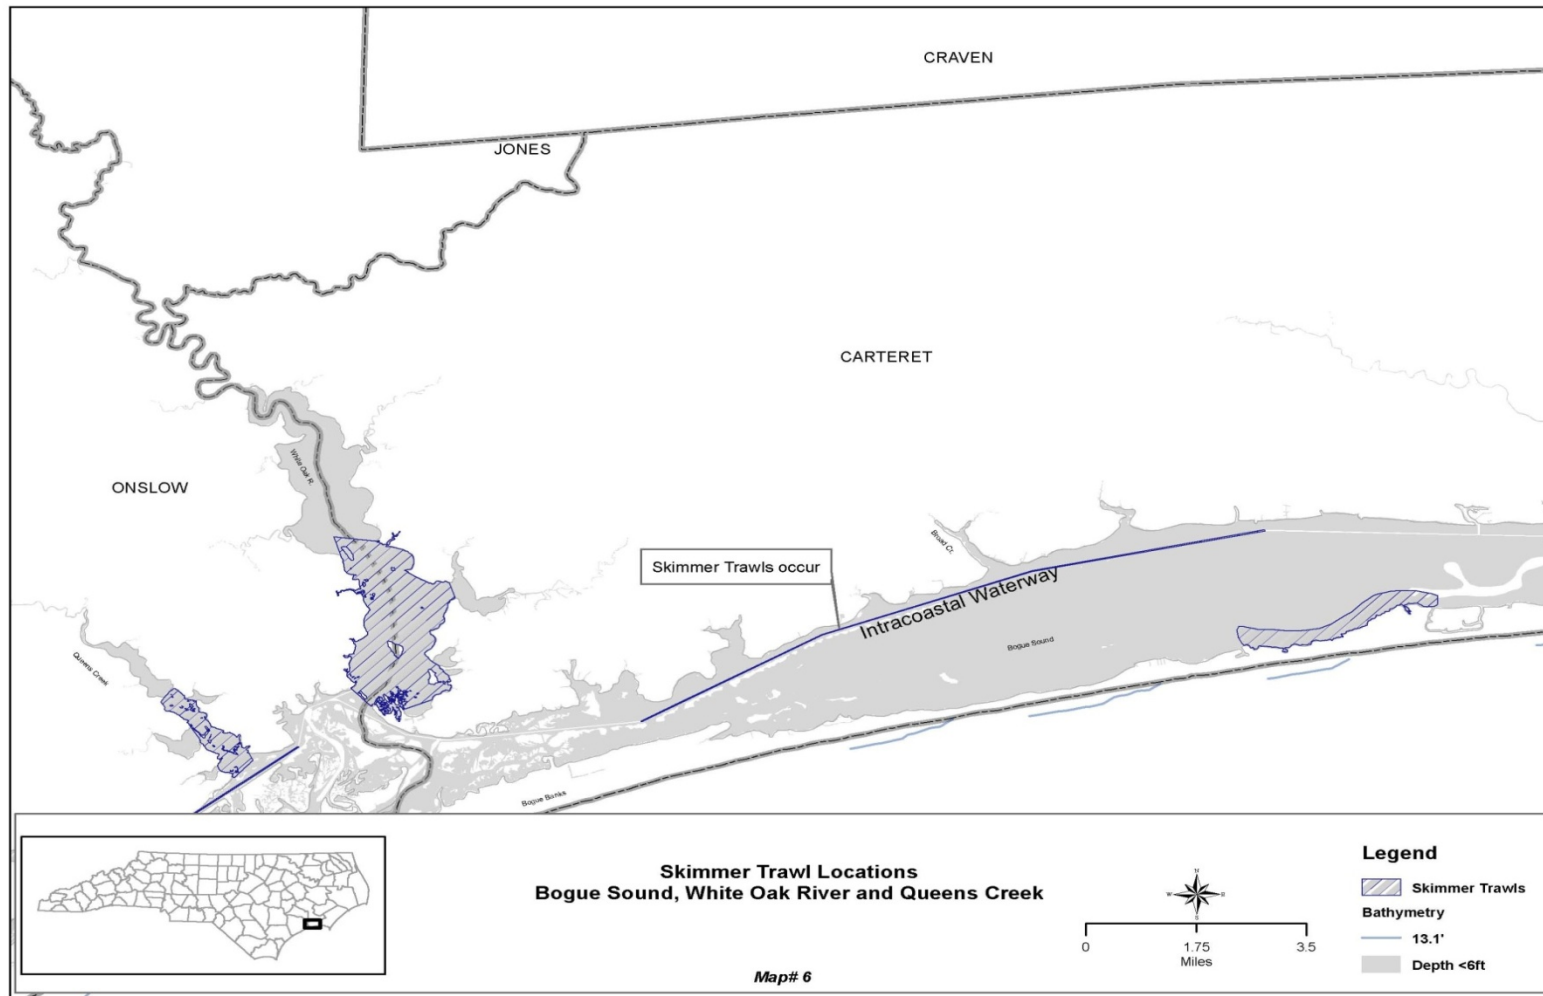 CRAVEN
JONES
CARTERET
ONSLOW
White Oak R.
Broad Cr.
Skimmer Trawls occur
Intracoastal Waterway
Bogue Sound
Queens Creek
Bogue Banks
Skimmer Trawl Locations
Bogue Sound, White Oak River and Queens Creek
Map# 6
N
W
E
S
0
1.75
3.5
Miles
Legend
Skimmer Trawls
Bathymetry
13.1'
Depth <6ft